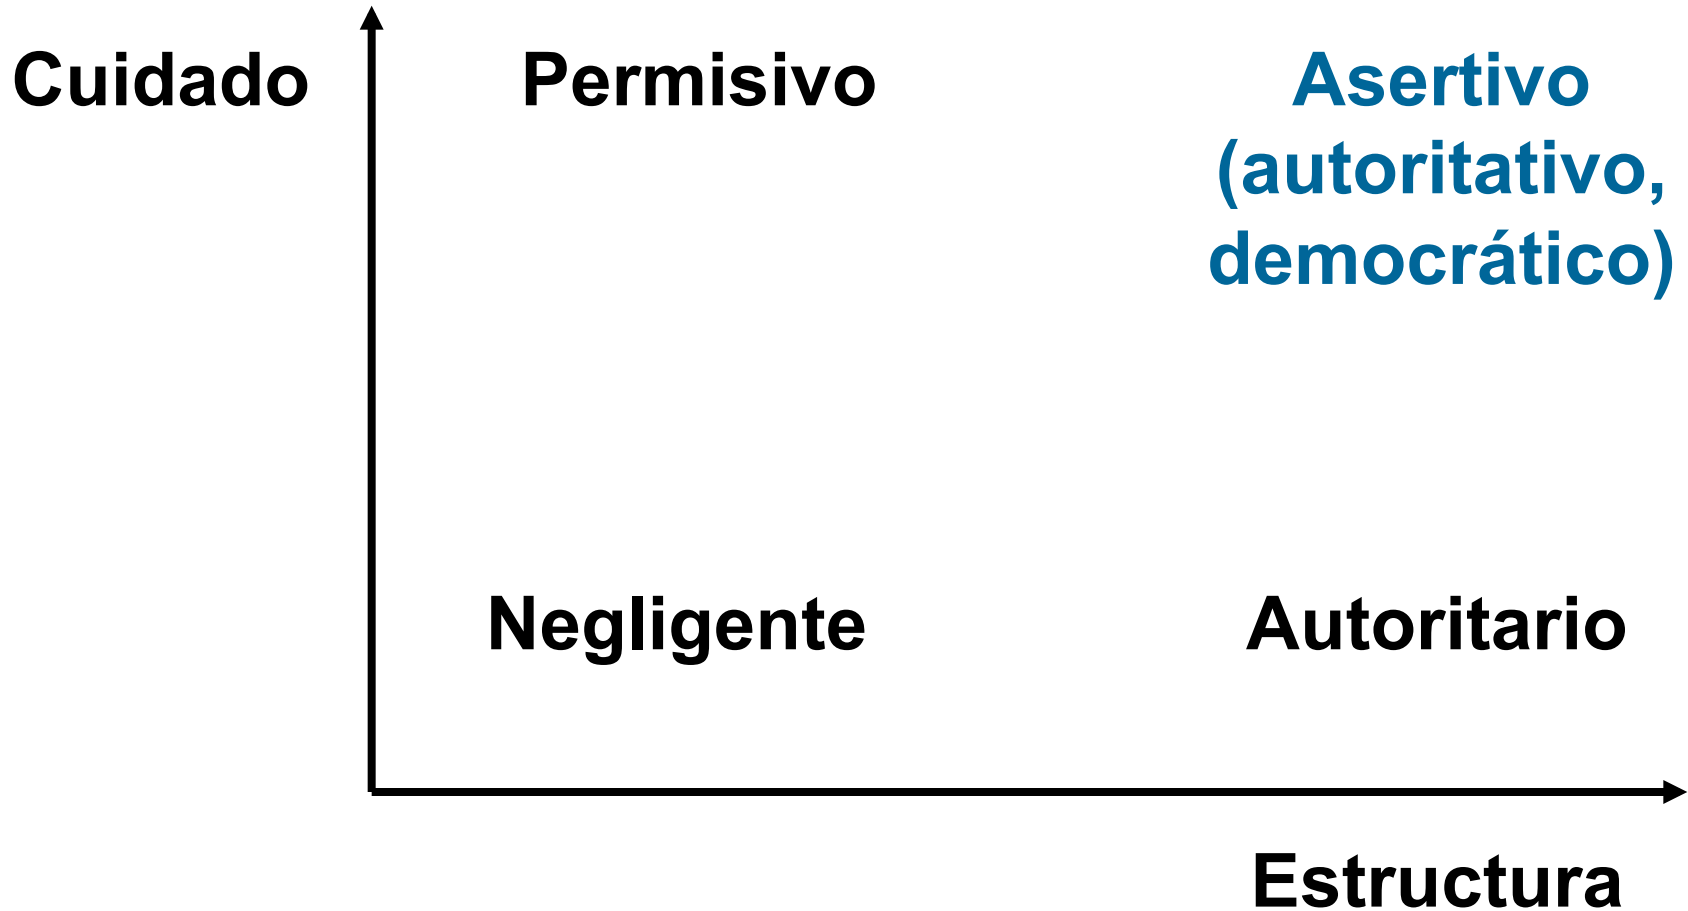 Cuidado
Permisivo
Asertivo
(autoritativo,
democrático)
Negligente
Autoritario
Estructura